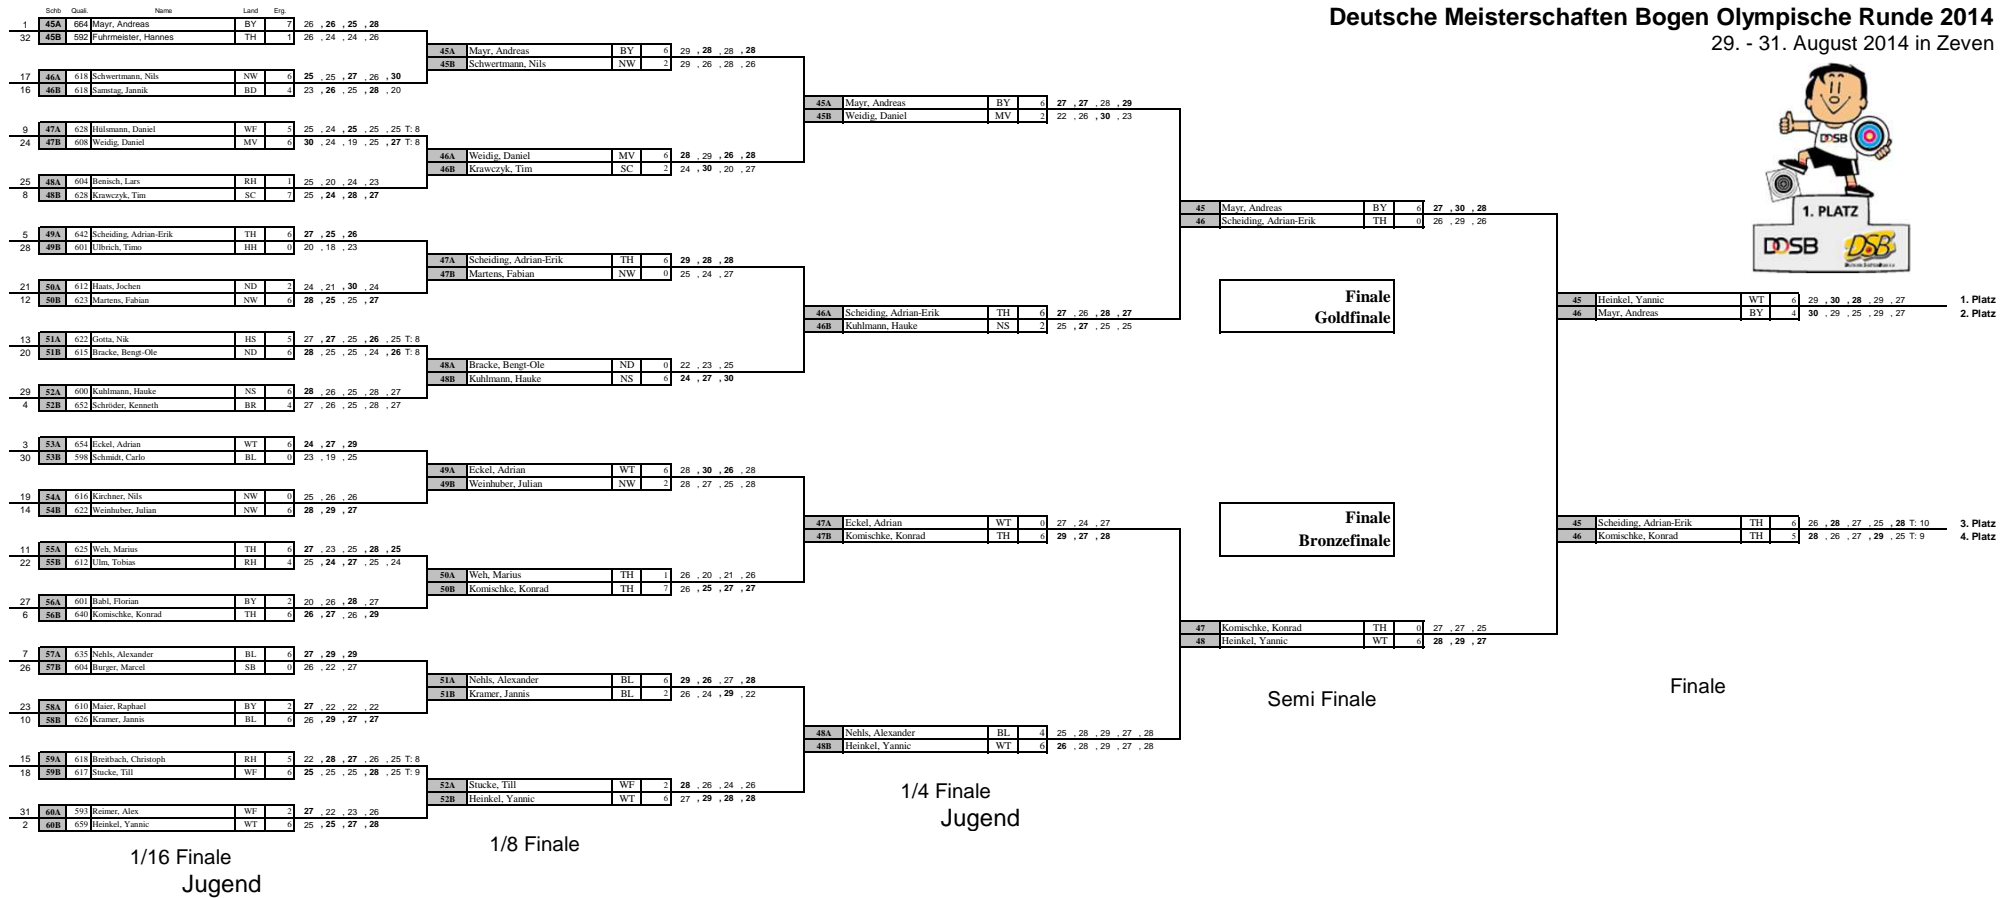 Deutsche Meisterschaften Bogen Olympische Runde 2014
29. - 31. August 2014 in Zeven
Schb Quali. Name Land Erg.
1 45A 664 Mayr, Andreas BY 7 26 , 26 , 25 , 28
32 45B 592 Fuhrmeister, Hannes TH 1 26 , 24 , 24 , 26
17 46A 618 Schwertmann, Nils NW 6 25 , 25 , 27 , 26 , 30
16 46B 618 Samstag, Jannik BD 4 23 , 26 , 25 , 28 , 20
9 47A 628 Hülsmann, Daniel WF 5 25 , 24 , 25 , 25 , 25 T: 8
24 47B 608 Weidig, Daniel MV 6 30 , 24 , 19 , 25 , 27 T: 8
25 48A 604 Benisch, Lars RH 1 25 , 20 , 24 , 23
8 48B 628 Krawczyk, Tim SC 7 25 , 24 , 28 , 27
5 49A 642 Scheiding, Adrian-Erik TH 6 27 , 25 , 26
28 49B 601 Ulbrich, Timo HH 0 20 , 18 , 23
21 50A 612 Haats, Jochen ND 2 24 , 21 , 30 , 24
12 50B 623 Martens, Fabian NW 6 28 , 25 , 25 , 27
13 51A 622 Gotta, Nik HS 5 27 , 27 , 25 , 26 , 25 T: 8
20 51B 615 Bracke, Bengt-Ole ND 6 28 , 25 , 25 , 24 , 26 T: 8
29 52A 600 Kuhlmann, Hauke NS 6 28 , 26 , 25 , 28 , 27
4 52B 652 Schröder, Kenneth BR 4 27 , 26 , 25 , 28 , 27
3 53A 654 Eckel, Adrian WT 6 24 , 27 , 29
30 53B 598 Schmidt, Carlo BL 0 23 , 19 , 25
19 54A 616 Kirchner, Nils NW 0 25 , 26 , 26
14 54B 622 Weinhuber, Julian NW 6 28 , 29 , 27
11 55A 625 Weh, Marius TH 6 27 , 23 , 25 , 28 , 25
22 55B 612 Ulm, Tobias RH 4 25 , 24 , 27 , 25 , 24
27 56A 601 Babl, Florian BY 2 20 , 26 , 28 , 27
6 56B 640 Komischke, Konrad TH 6 26 , 27 , 26 , 29
7 57A 635 Nehls, Alexander BL 6 27 , 29 , 29
26 57B 604 Burger, Marcel SB 0 26 , 22 , 27
23 58A 610 Maier, Raphael BY 2 27 , 22 , 22 , 22
10 58B 626 Kramer, Jannis BL 6 26 , 29 , 27 , 27
15 59A 618 Breitbach, Christoph RH 5 22 , 28 , 27 , 26 , 25 T: 8
18 59B 617 Stucke, Till WF 6 25 , 25 , 25 , 28 , 25 T: 9
31 60A 593 Reimer, Alex WF 2 27 , 22 , 23 , 26
2 60B 659 Heinkel, Yannic WT 6 25 , 25 , 27 , 28
1/16 Finale
Jugend
45A Mayr, Andreas BY 6 29 , 28 , 28 , 28
45B Schwertmann, Nils NW 2 29 , 26 , 28 , 26
46A Weidig, Daniel MV 6 28 , 29 , 26 , 28
46B Krawczyk, Tim SC 2 24 , 30 , 20 , 27
47A Scheiding, Adrian-Erik TH 6 29 , 28 , 28
47B Martens, Fabian NW 0 25 , 24 , 27
48A Bracke, Bengt-Ole ND 0 22 , 23 , 25
48B Kuhlmann, Hauke NS 6 24 , 27 , 30
49A Eckel, Adrian WT 6 28 , 30 , 26 , 28
49B Weinhuber, Julian NW 2 28 , 27 , 25 , 28
50A Weh, Marius TH 1 26 , 20 , 21 , 26
50B Komischke, Konrad TH 7 26 , 25 , 27 , 27
51A Nehls, Alexander BL 6 29 , 26 , 27 , 28
51B Kramer, Jannis BL 2 26 , 24 , 29 , 22
52A Stucke, Till WF 2 28 , 26 , 24 , 26
52B Heinkel, Yannic WT 6 27 , 29 , 28 , 28
1/8 Finale
45A Mayr, Andreas BY 6 27 , 27 , 28 , 29
45B Weidig, Daniel MV 2 22 , 26 , 30 , 23
46A Scheiding, Adrian-Erik TH 6 27 , 26 , 28 , 27
46B Kuhlmann, Hauke NS 2 25 , 27 , 25 , 25
47A Eckel, Adrian WT 0 27 , 24 , 27
47B Komischke, Konrad TH 6 29 , 27 , 28
48A Nehls, Alexander BL 4 25 , 28 , 29 , 27 , 28
48B Heinkel, Yannic WT 6 26 , 28 , 29 , 27 , 28
1/4 Finale
Jugend
45 Mayr, Andreas BY 6 27 , 30 , 28
46 Scheiding, Adrian-Erik TH 0 26 , 29 , 26
Finale
Goldfinale
Finale
Bronzefinale
47 Komischke, Konrad TH 0 27 , 27 , 25
48 Heinkel, Yannic WT 6 28 , 29 , 27
Semi Finale
DOSB
1. PLATZ
DOSB DSB
45 Heinkel, Yannic WT 6 29 , 30 , 28 , 29 , 27 1. Platz
46 Mayr, Andreas BY 4 30 , 29 , 25 , 29 , 27 2. Platz
45 Scheiding, Adrian-Erik TH 6 26 , 28 , 27 , 25 , 28 T: 10 3. Platz
46 Komischke, Konrad TH 5 28 , 26 , 27 , 29 , 25 T: 9 4. Platz
Finale